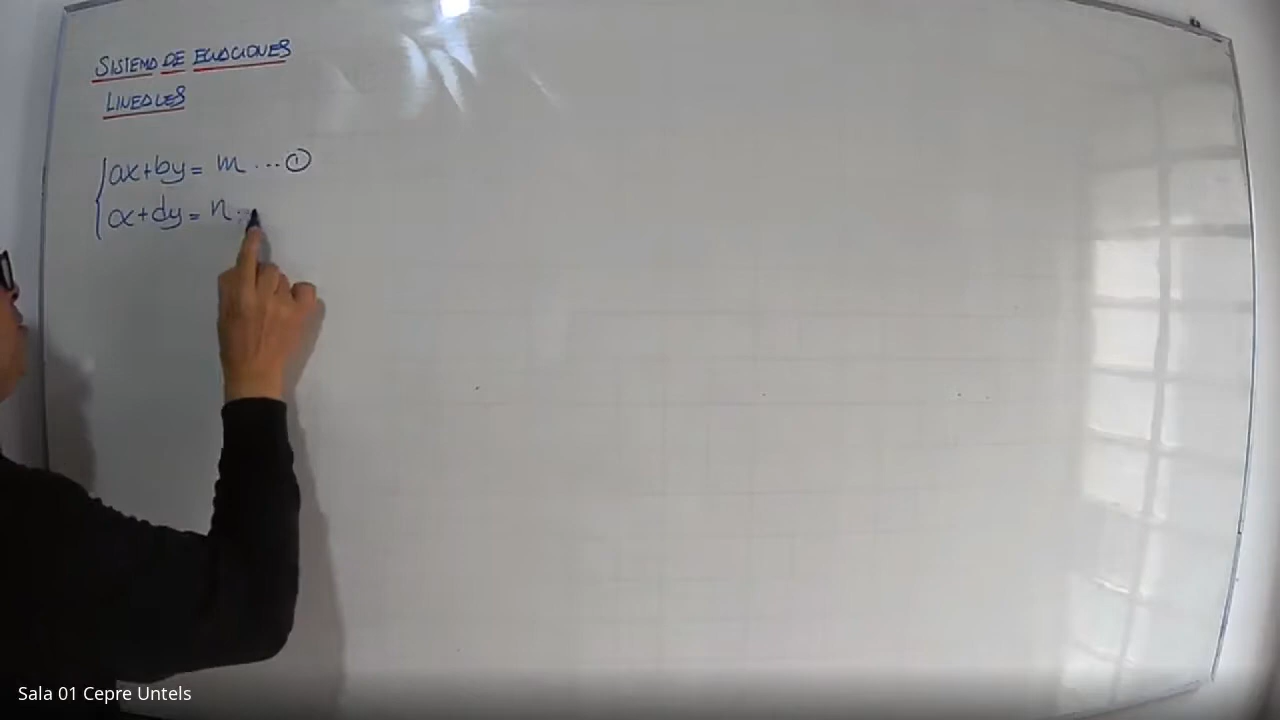 SISTEMA DE ECUACIONES
LINEALES
ax+by = m ... ①
cx+dy = n ..
Sala 01 Cepre Untels